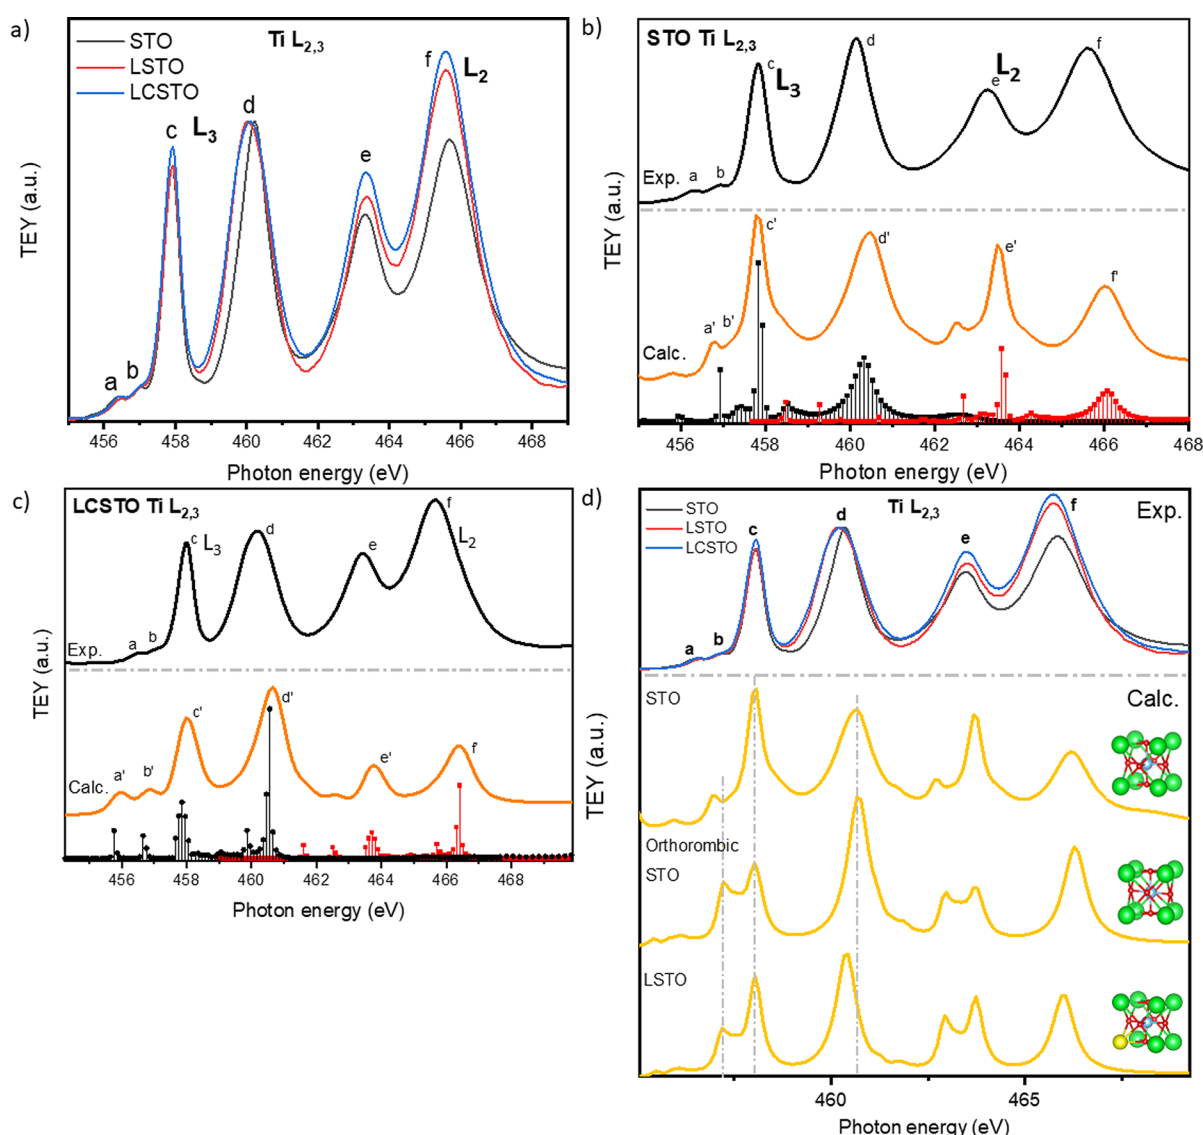 a)
STO
LSTO
LCSTO
Ti L2,3
L3
L2
a
b
c
d
e
f
TEY (a.u.)
456 458 460 462 464 466 468
Photon energy (eV)
b)
STO Ti L2,3
L3
L2
a
b
c
d
e
f
Exp.
a'
b'
c'
d'
e'
f'
Calc.
TEY (a.u.)
456 458 460 462 464 466 468
Photon energy (eV)
c)
LCSTO Ti L2,3
L3
L2
a
b
c
d
e
f
Exp.
a'
b'
c'
d'
e'
f'
Calc.
TEY (a.u.)
456 458 460 462 464 466 468
Photon energy (eV)
d)
STO
LSTO
LCSTO
Ti L2,3
Exp.
a
b
c
d
e
f
STO
Calc.
Orthorombic
STO
LSTO
TEY (a.u.)
460 465
Photon energy (eV)